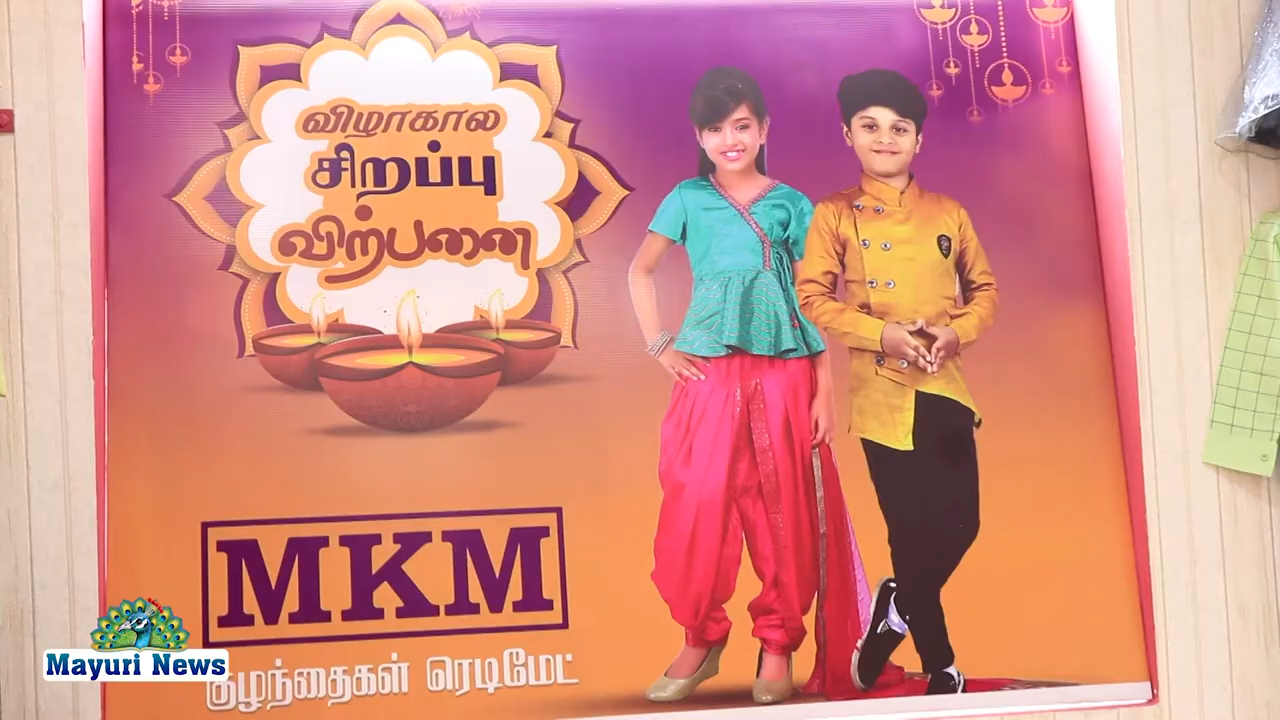 விழாகால
சிறப்பு
விற்பனை
MKM
குழந்தைகள் ரெடிமேட்
Mayuri News